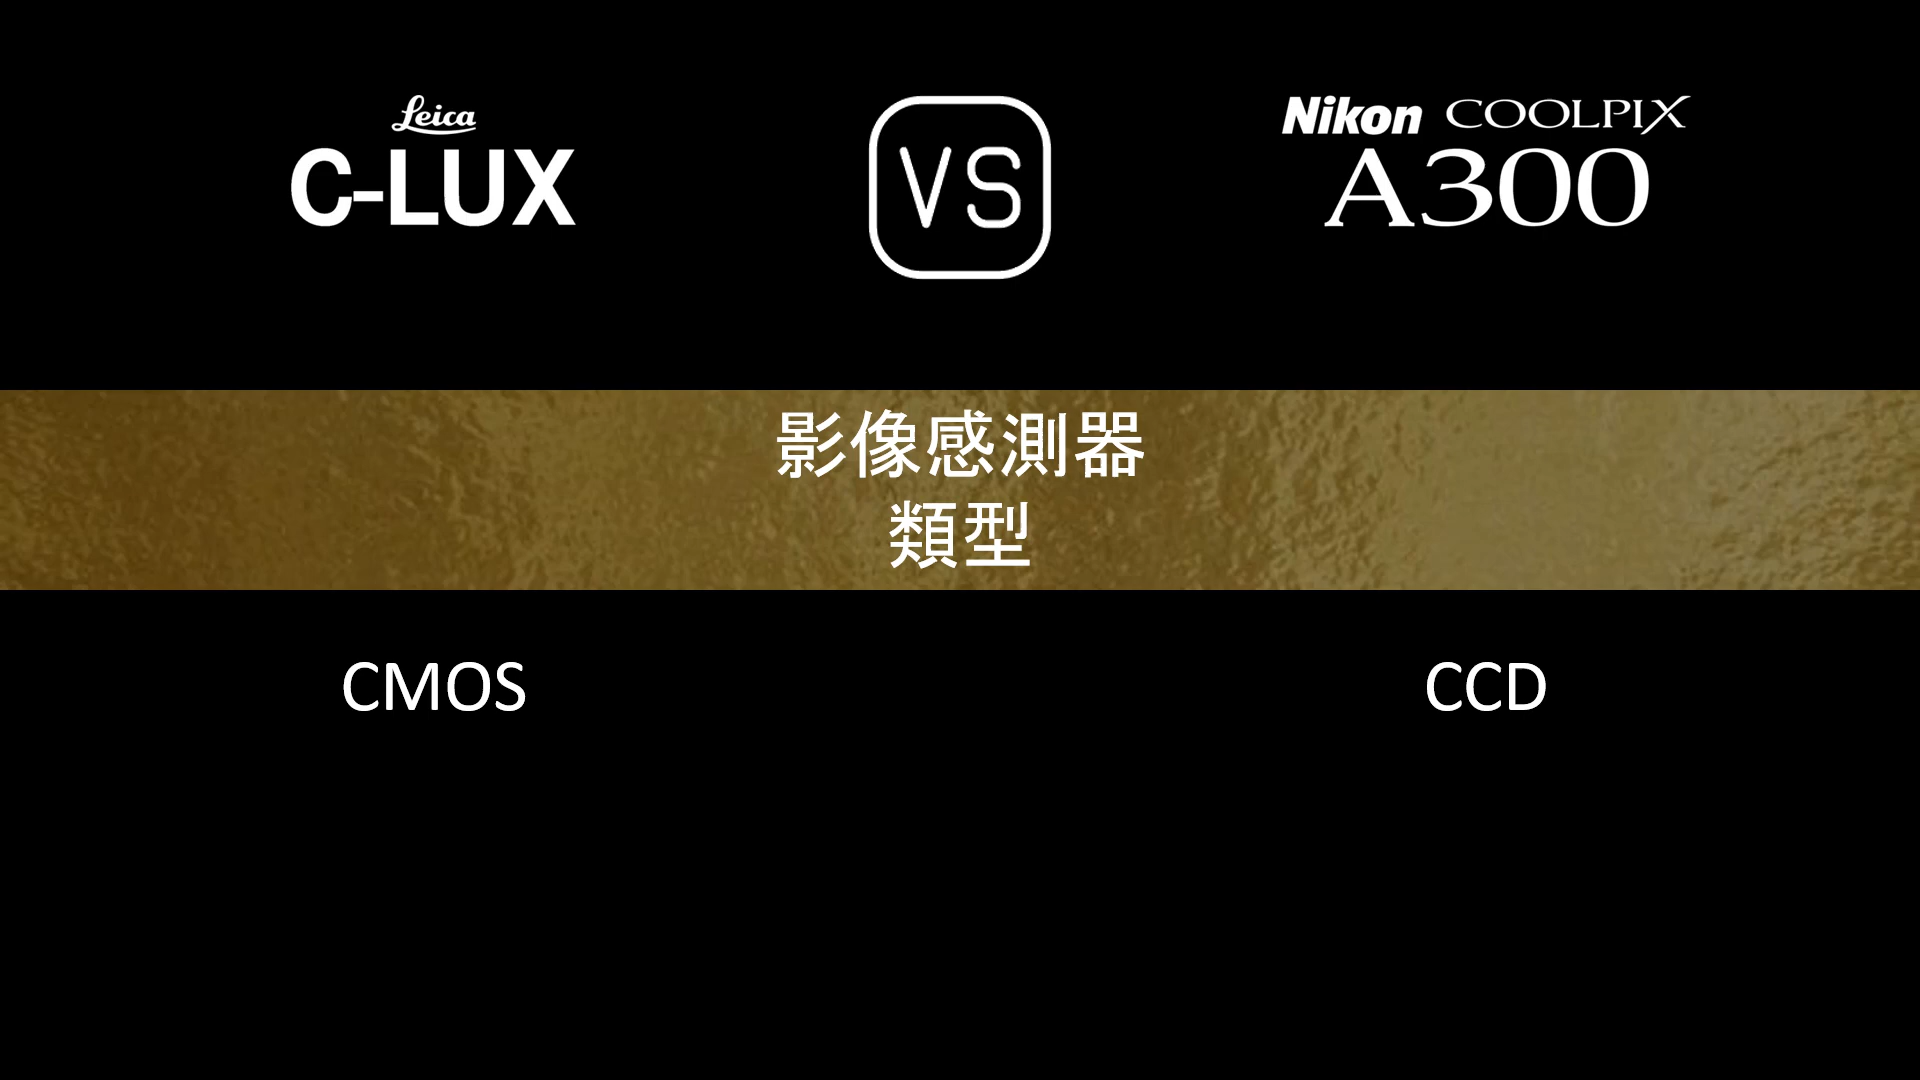 Leica
C-LUX
VS
Nikon COOLPIX
A300
影像感測器
類型
CMOS
CCD